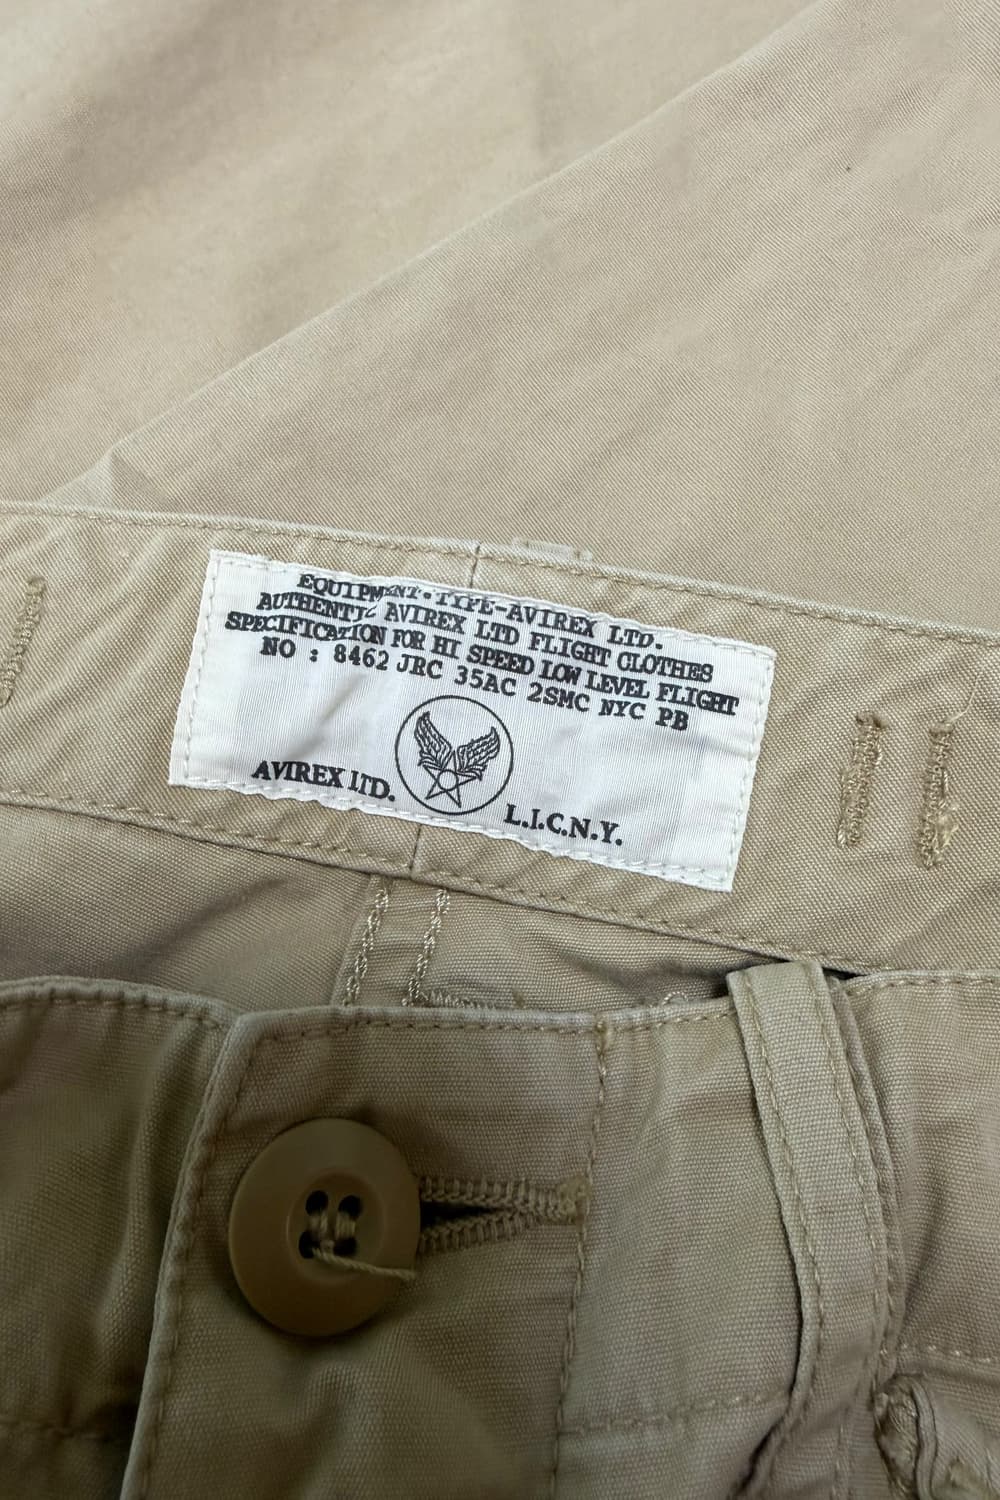 EQUIPMENT·TYPE-AVIREX LTD.
AUTHENTIC AVIREX LTD FLIGHT CLOTHES
SPECIFICATION FOR HI SPEED LOW LEVEL FLIGHT
NO : 8462 JRC 35AC 2SMC NYC PB
AVIREX LTD.
L.I.C.N.Y.